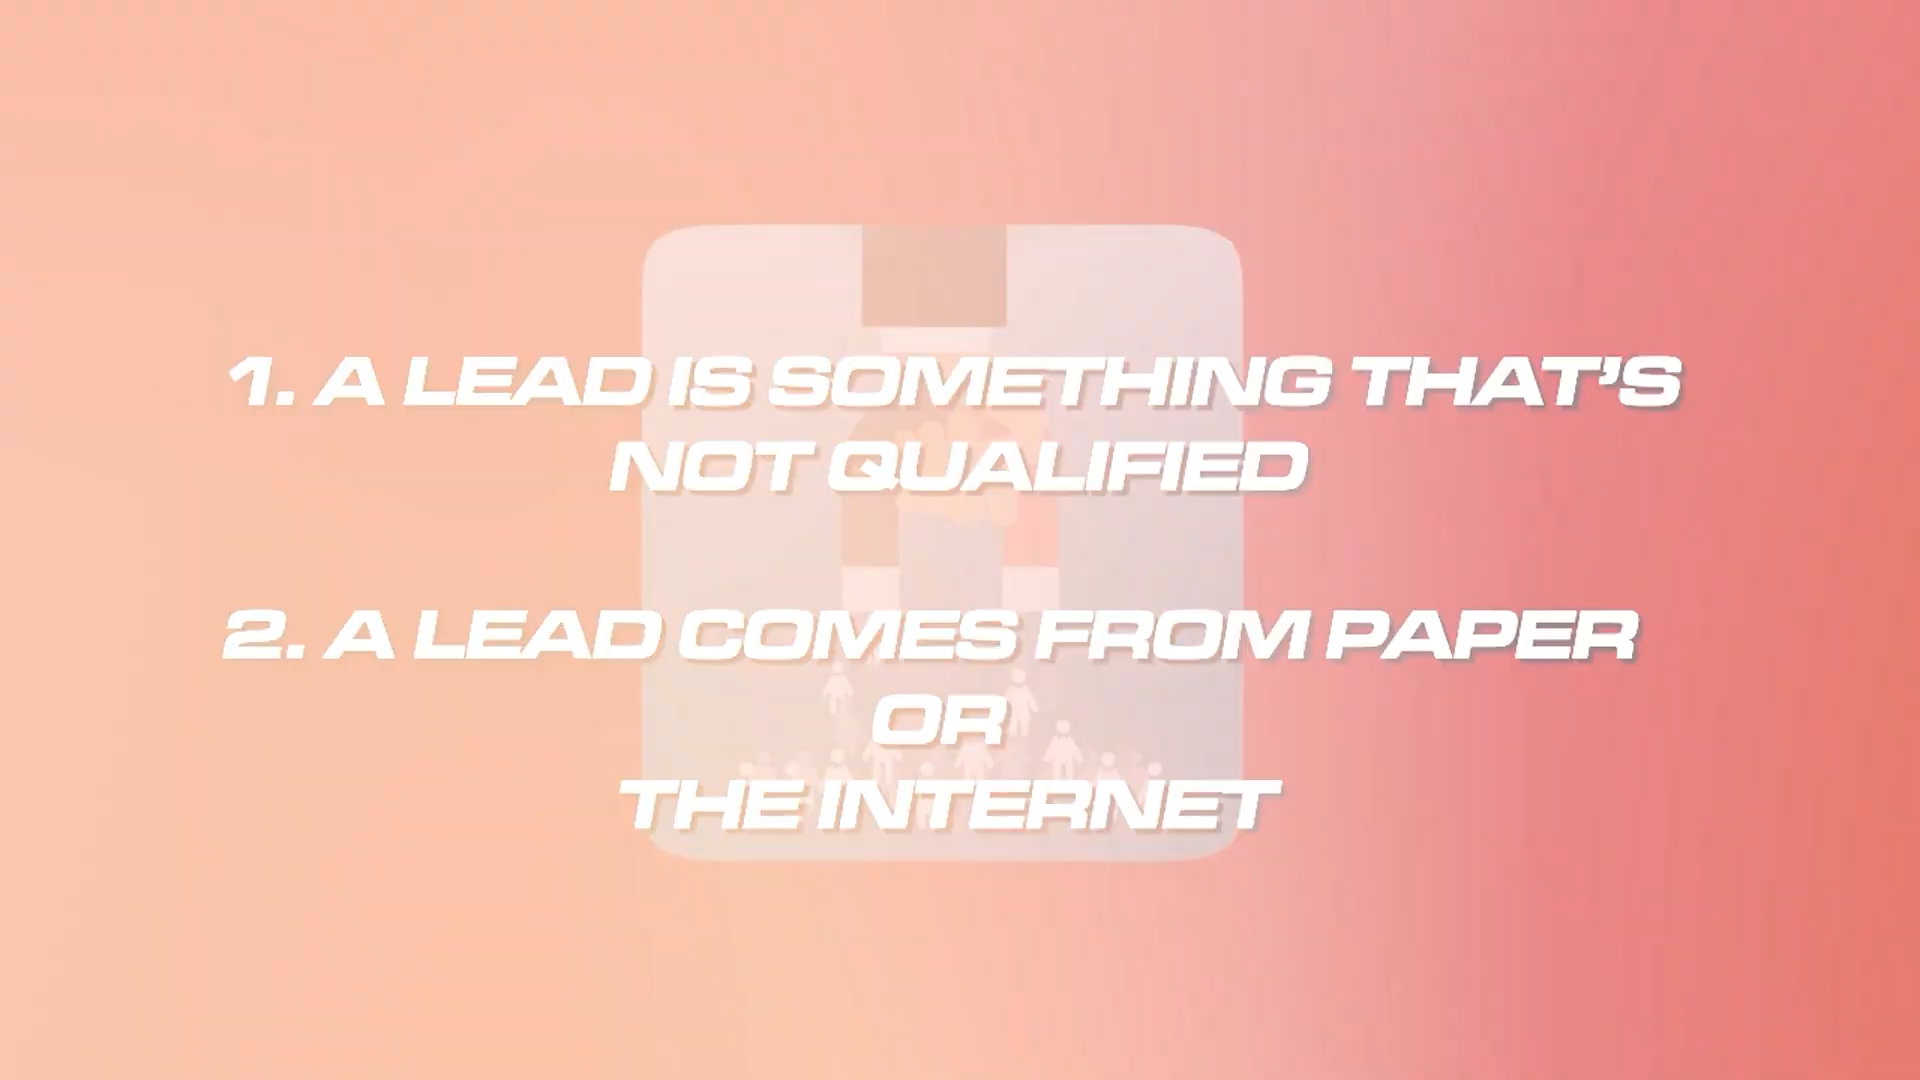 1. A LEAD IS SOMETHING THAT'S
NOT QUALIFIED
2. A LEAD COMES FROM PAPER
OR
THE INTERNET